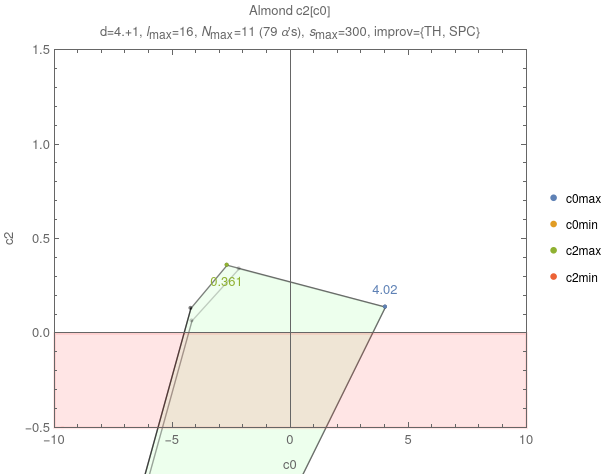 Almond c2[c0]
d=4.+1, lmax=16, Nmax=11 (79 α's), smax=300, improv={TH, SPC}
1.5
1.0
0.5
0.0
−0.5
c2
0.361
4.02
−10
−5
0
5
10
c0
c0max
c0min
c2max
c2min